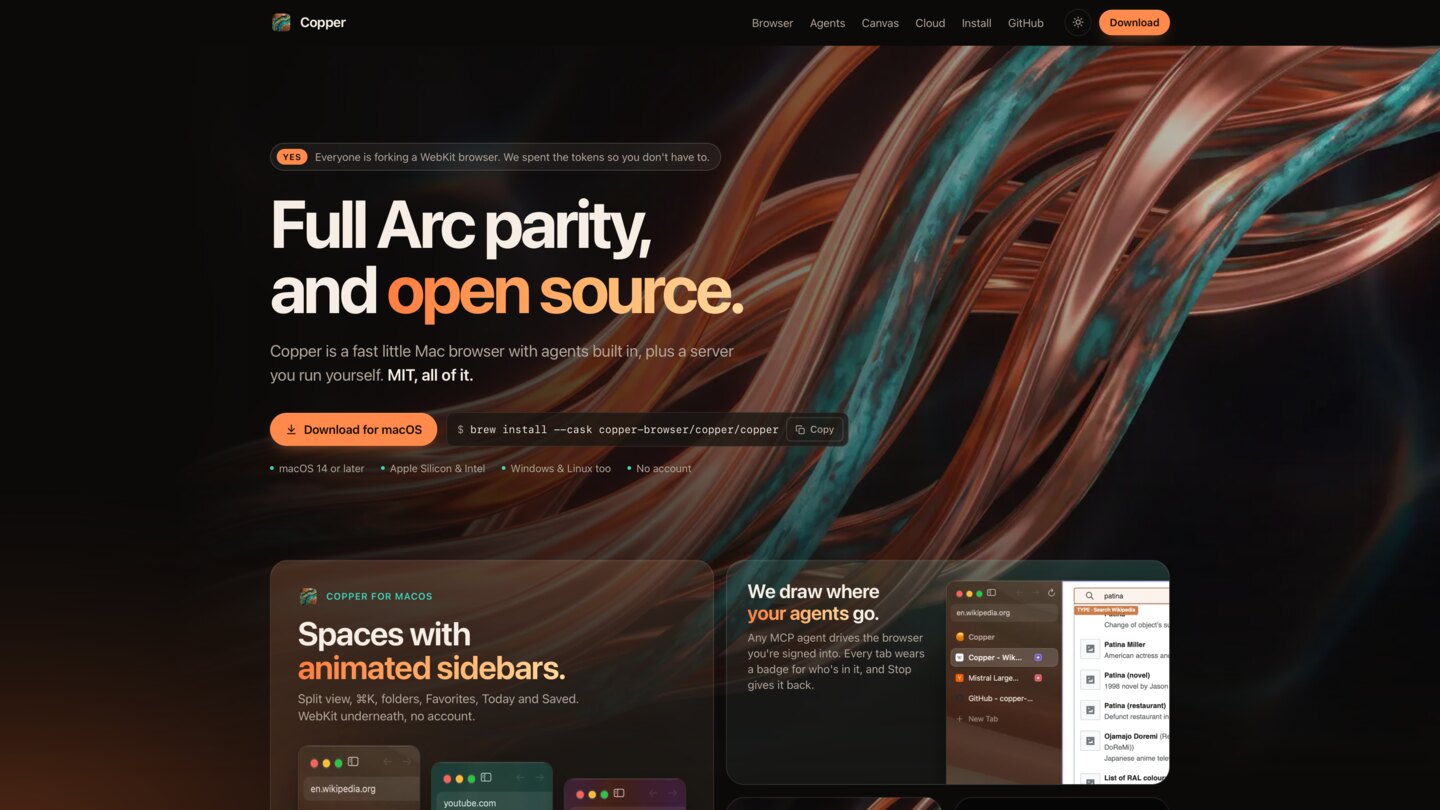 Copper
Browser
Agents
Canvas
Cloud
Install
GitHub
Download
YES Everyone is forking a WebKit browser. We spent the tokens so you don't have to.
Full Arc parity,
and open source.
Copper is a fast little Mac browser with agents built in, plus a server
you run yourself. MIT, all of it.
Download for macOS
$ brew install --cask copper-browser/copper/copper
Copy
macOS 14 or later
Apple Silicon & Intel
Windows & Linux too
No account
COPPER FOR MACOS
Spaces with
animated sidebars.
Split view, ⌘K, folders, Favorites, Today and Saved.
WebKit underneath, no account.
en.wikipedia.org
youtube.com
We draw where
your agents go.
Any MCP agent drives the browser
you're signed into. Every tab wears
a badge for who's in it, and Stop
gives it back.
en.wikipedia.org
Copper
Copper - Wik...
Mistral Large...
GitHub - copper-...
+ New Tab
patina
TYPE · Search Wikipedia
Change of object's su
Patina Miller
American actress and
Patina (novel)
1998 novel by Jason
Patina (restaurant)
Defunct restaurant in
Ojamajo Doremi (Re
DoReMi))
Japanese anime tele
List of RAL colour